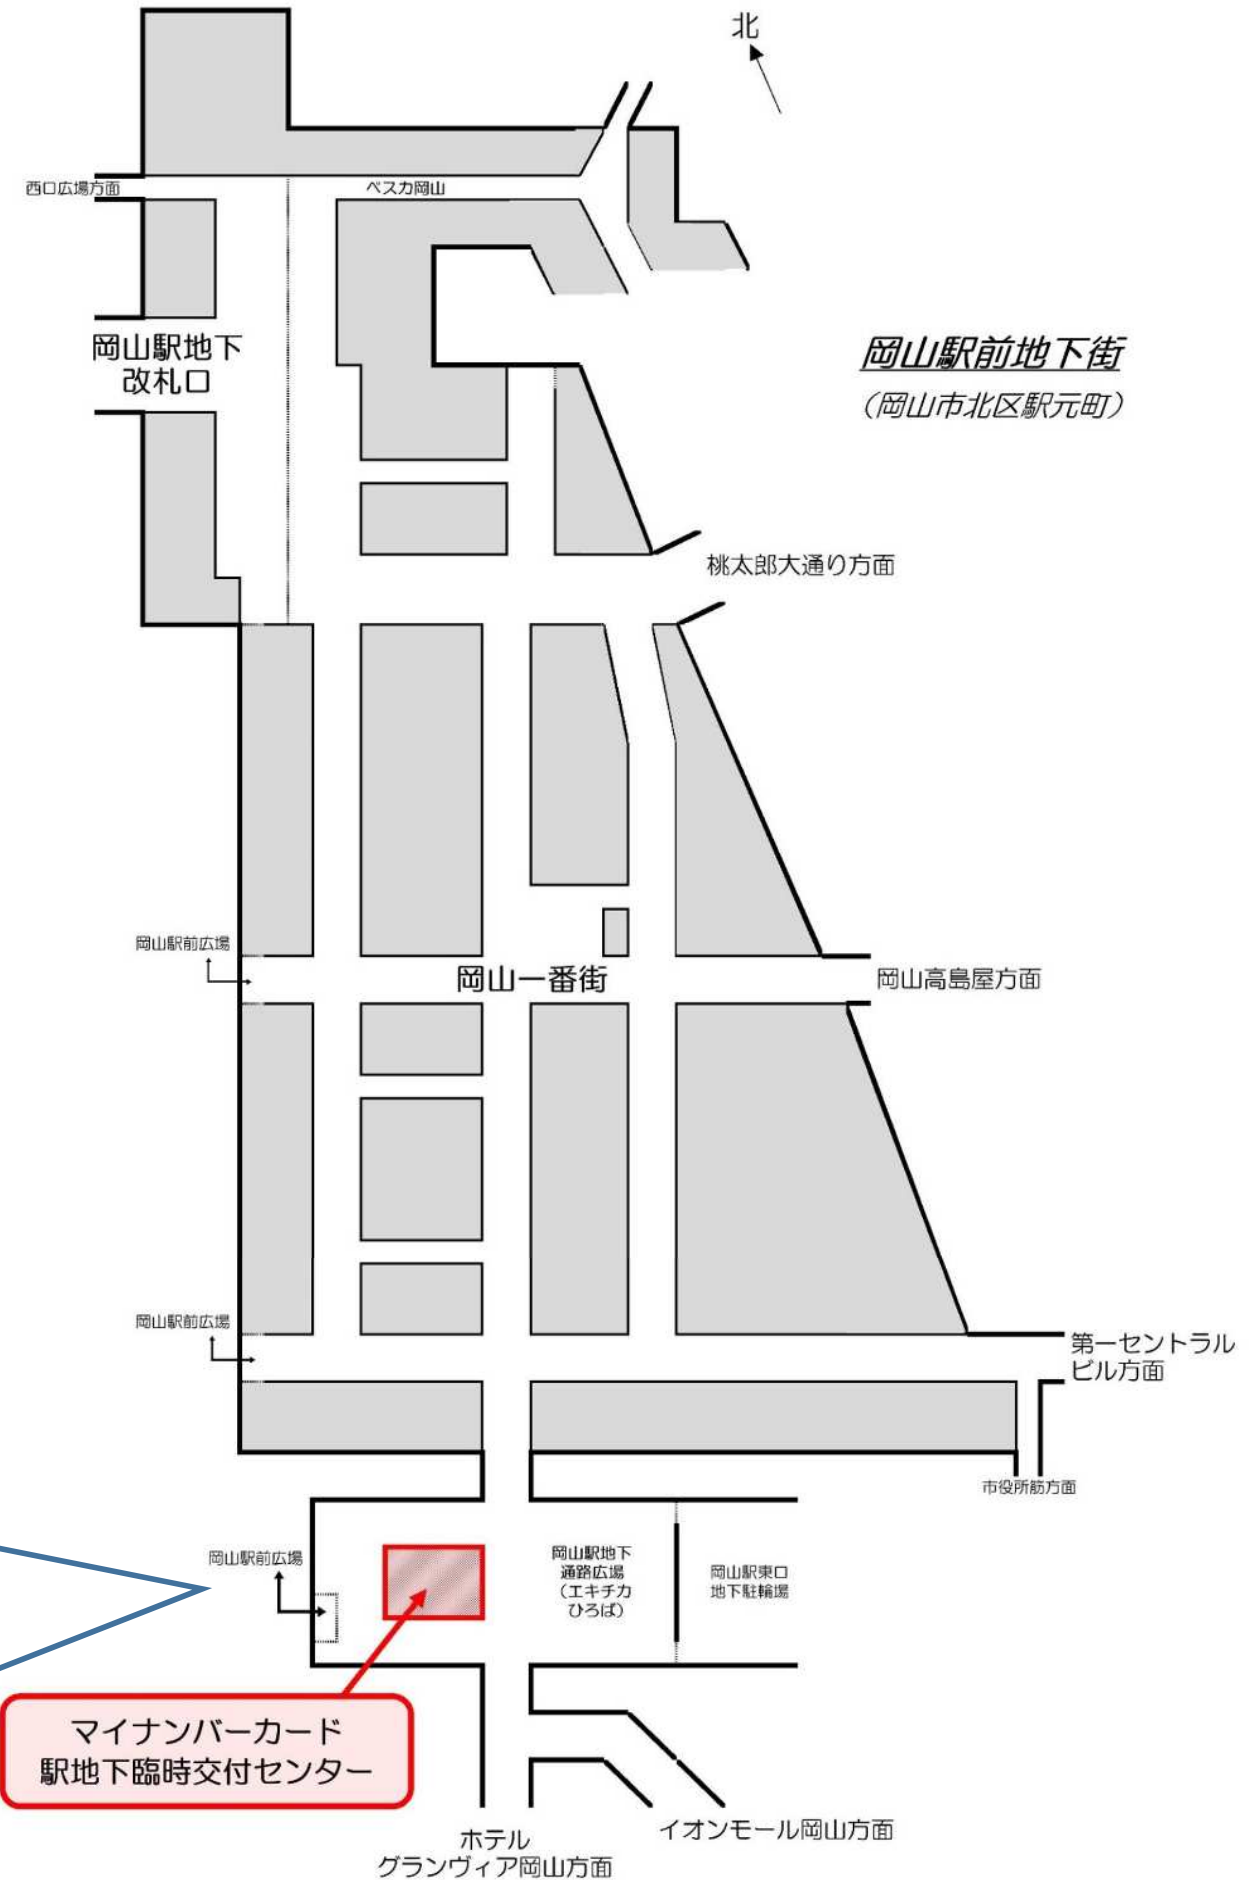 北
西口広場方面
ペスカ岡山
岡山駅地下
改札口
岡山駅前地下街
（岡山市北区駅元町）
桃太郎大通り方面
岡山駅前広場
岡山一番街
岡山高島屋方面
岡山駅前広場
第一セントラル
ビル方面
市役所筋方面
岡山駅前広場
岡山駅地下
通路広場
（エキチカ
ひろば）
岡山駅東口
地下駐輪場
マイナンバーカード
駅地下臨時交付センター
イオンモール岡山方面
ホテル
グランヴィア岡山方面